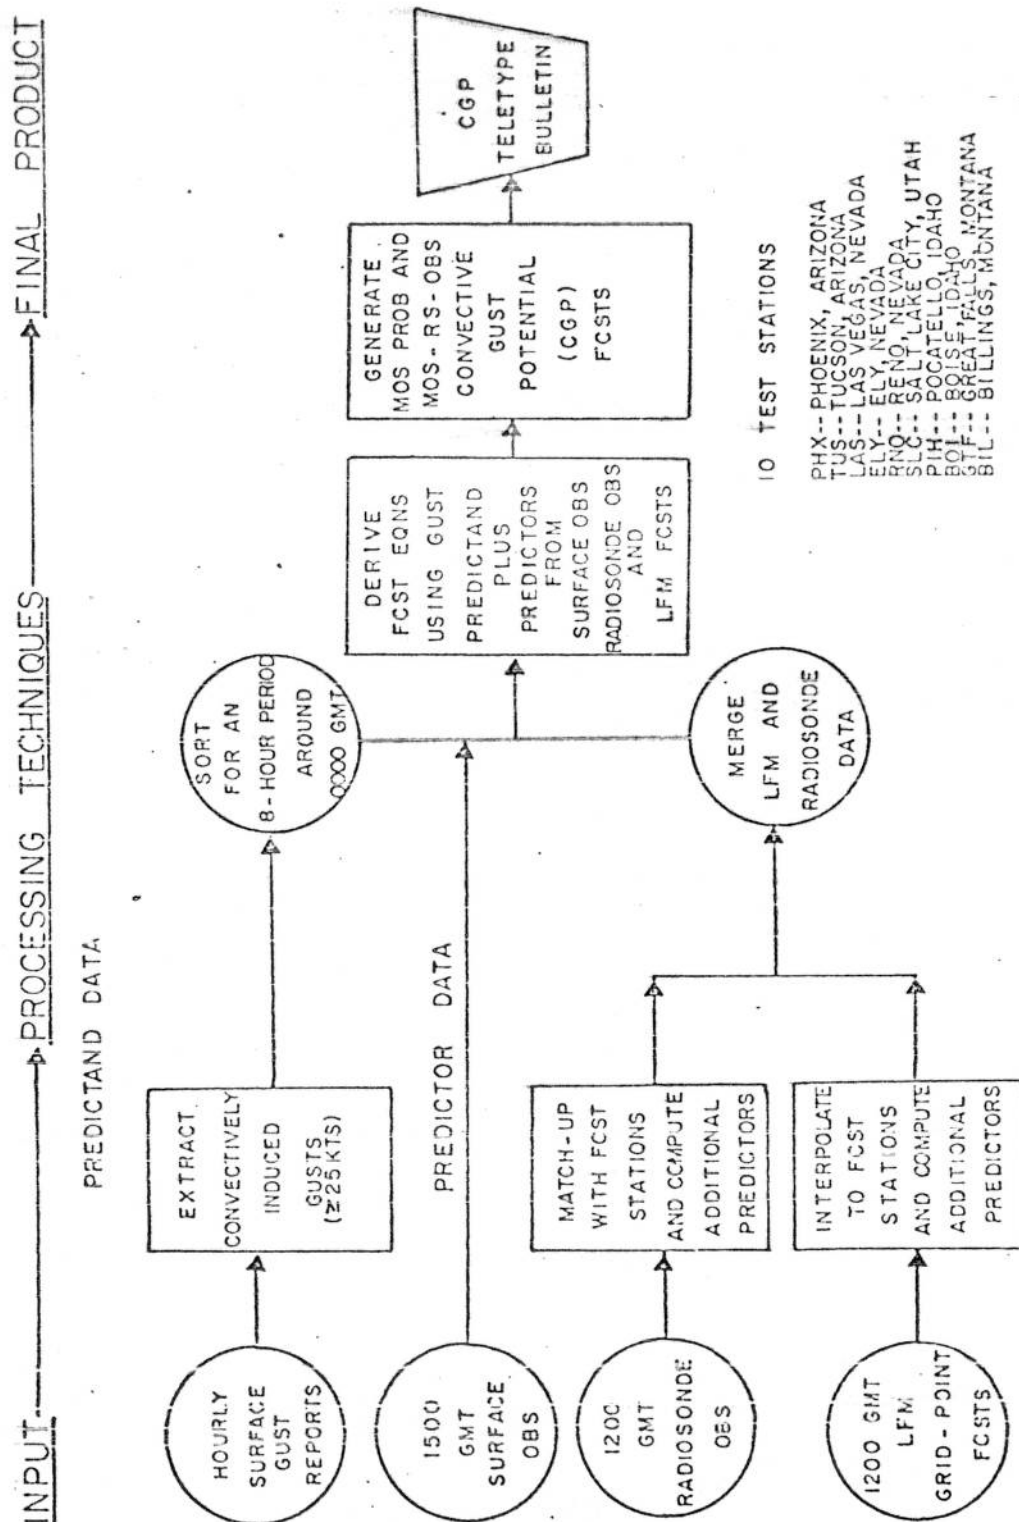 INPUT
PROCESSING TECHNIQUES
FINAL PRODUCT
PREDICTAND DATA
HOURLY
SURFACE
GUST
REPORTS
EXTRACT
CONVECTIVELY
INDUCED
GUSTS
(≥25KTS)
SORT
FOR AN
8-HOUR PERIOD
AROUND
0000 GMT
PREDICTOR DATA
1500
GMT
SURFACE
OBS
1200
GMT
RADIOSONDE
OBS
MATCH-UP
WITH FCST
STATIONS
AND COMPUTE
ADDITIONAL
PREDICTORS
1200 GMT
LFM
GRID-POINT
FCSTS
INTERPOLATE
TO FCST
STATIONS
AND COMPUTE
ADDITIONAL
PREDICTORS
MERGE
LFM AND
RADIOSONDE
DATA
DERIVE
FCST EQNS
USING GUST
PREDICTAND
PLUS
PREDICTORS
FROM
SURFACE OBS
RADIOSONDE OBS
AND
LFM FCSTS
GENERATE
MOS PROB AND
MOS-RS-OBS
CONVECTIVE
GUST
POTENTIAL
(CGP)
FCSTS
CGP
TELETYPE
BULLETIN
10 TEST STATIONS
PHX-- PHOENIX, ARIZONA
TUS-- TUCSON, ARIZONA
LAS-- LAS VEGAS, NEVADA
ELY-- ELY, NEVADA
RNO-- RENO, NEVADA
SLC-- SALT LAKE CITY, UTAH
PIH-- POCATELLO, IDAHO
BOI-- BOISE, IDAHO
GTF-- GREAT FALLS, MONTANA
BIL-- BILLINGS, MONTANA